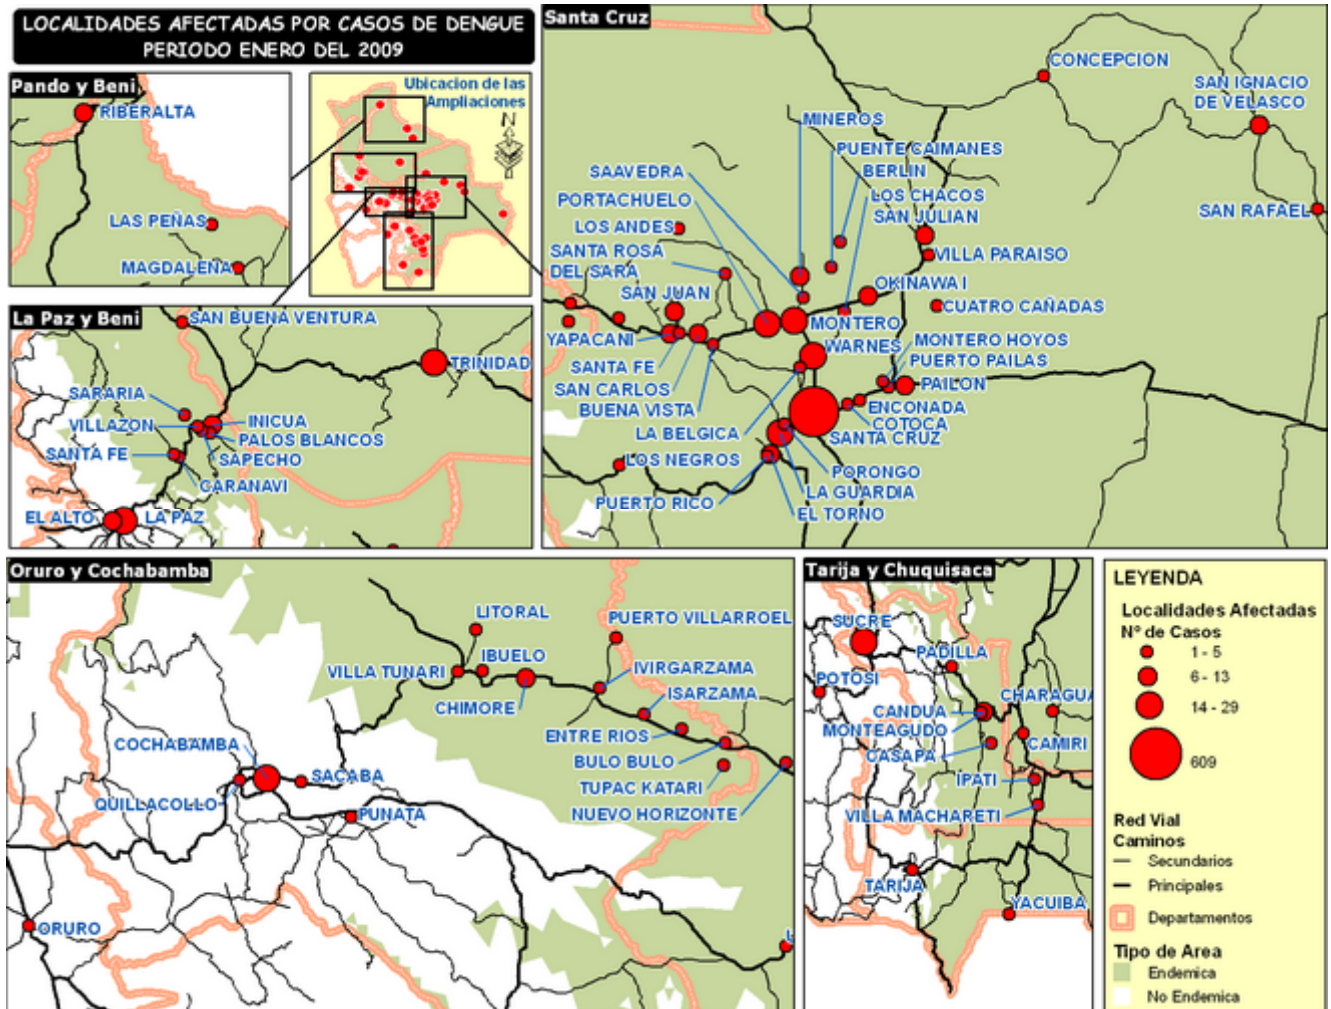 LOCALIDADES AFECTADAS POR CASOS DE DENGUE
PERIODO ENERO DEL 2009
Pando y Beni
RIBERALTA
LAS PEÑAS
MAGDALEÑA
Ubicacion de las
Ampliaciones
N
La Paz y Beni
SAN BUENA VENTURA
TRINIDAD
SARARIA
VILLAZON
INICUA
PALOS BLANCOS
SANTA FE
SAPECHO
CARANAVI
EL ALTO
LA PAZ
Santa Cruz
CONCEPCION
SAN IGNACIO
DE VELASCO
MINEROS
PUENTE CAIMANES
BERLIN
SAAVEDRA
LOS CHACOS
PORTACHUELO
SAN JULIAN
SAN RAFAEL
LOS ANDES
SANTA ROSA
DEL SARA
VILLA PARAISO
SAN JUAN
OKINAWA I
CUATRO CAÑADAS
MONTERO
YAPACANI
WARNES
MONTERO HOYOS
SANTA FE
PUERTO PAILAS
SAN CARLOS
PAILON
BUENA VISTA
ENCONADA
COTOCA
LA BELGICA
SANTA CRUZ
LOS NEGROS
PORONGO
LA GUARDIA
PUERTO RICO
EL TORNO
Oruro y Cochabamba
LITORAL
PUERTO VILLARROEL
IBUELO
VILLA TUNARI
IVIRGARZAMA
CHIMORE
ISARZAMA
ENTRE RIOS
COCHABAMBA
BULO BULO
SACABA
TUPAC KATARI
QUILLACOLLO
NUEVO HORIZONTE
PUNATA
ORURO
Tarija y Chuquisaca
SUCRE
PADILLA
POTOSI
CHARAGUA
CANDUA
MONTEAGUDO
CAMIRI
CASAPA
IPATI
VILLA MACHARETI
TARIJA
YACUIBA
LEYENDA
Localidades Afectadas
Nº de Casos
1 - 5
6 - 13
14 - 29
609
Red Vial
Caminos
Secundarios
Principales
Departamentos
Tipo de Area
Endemica
No Endemica